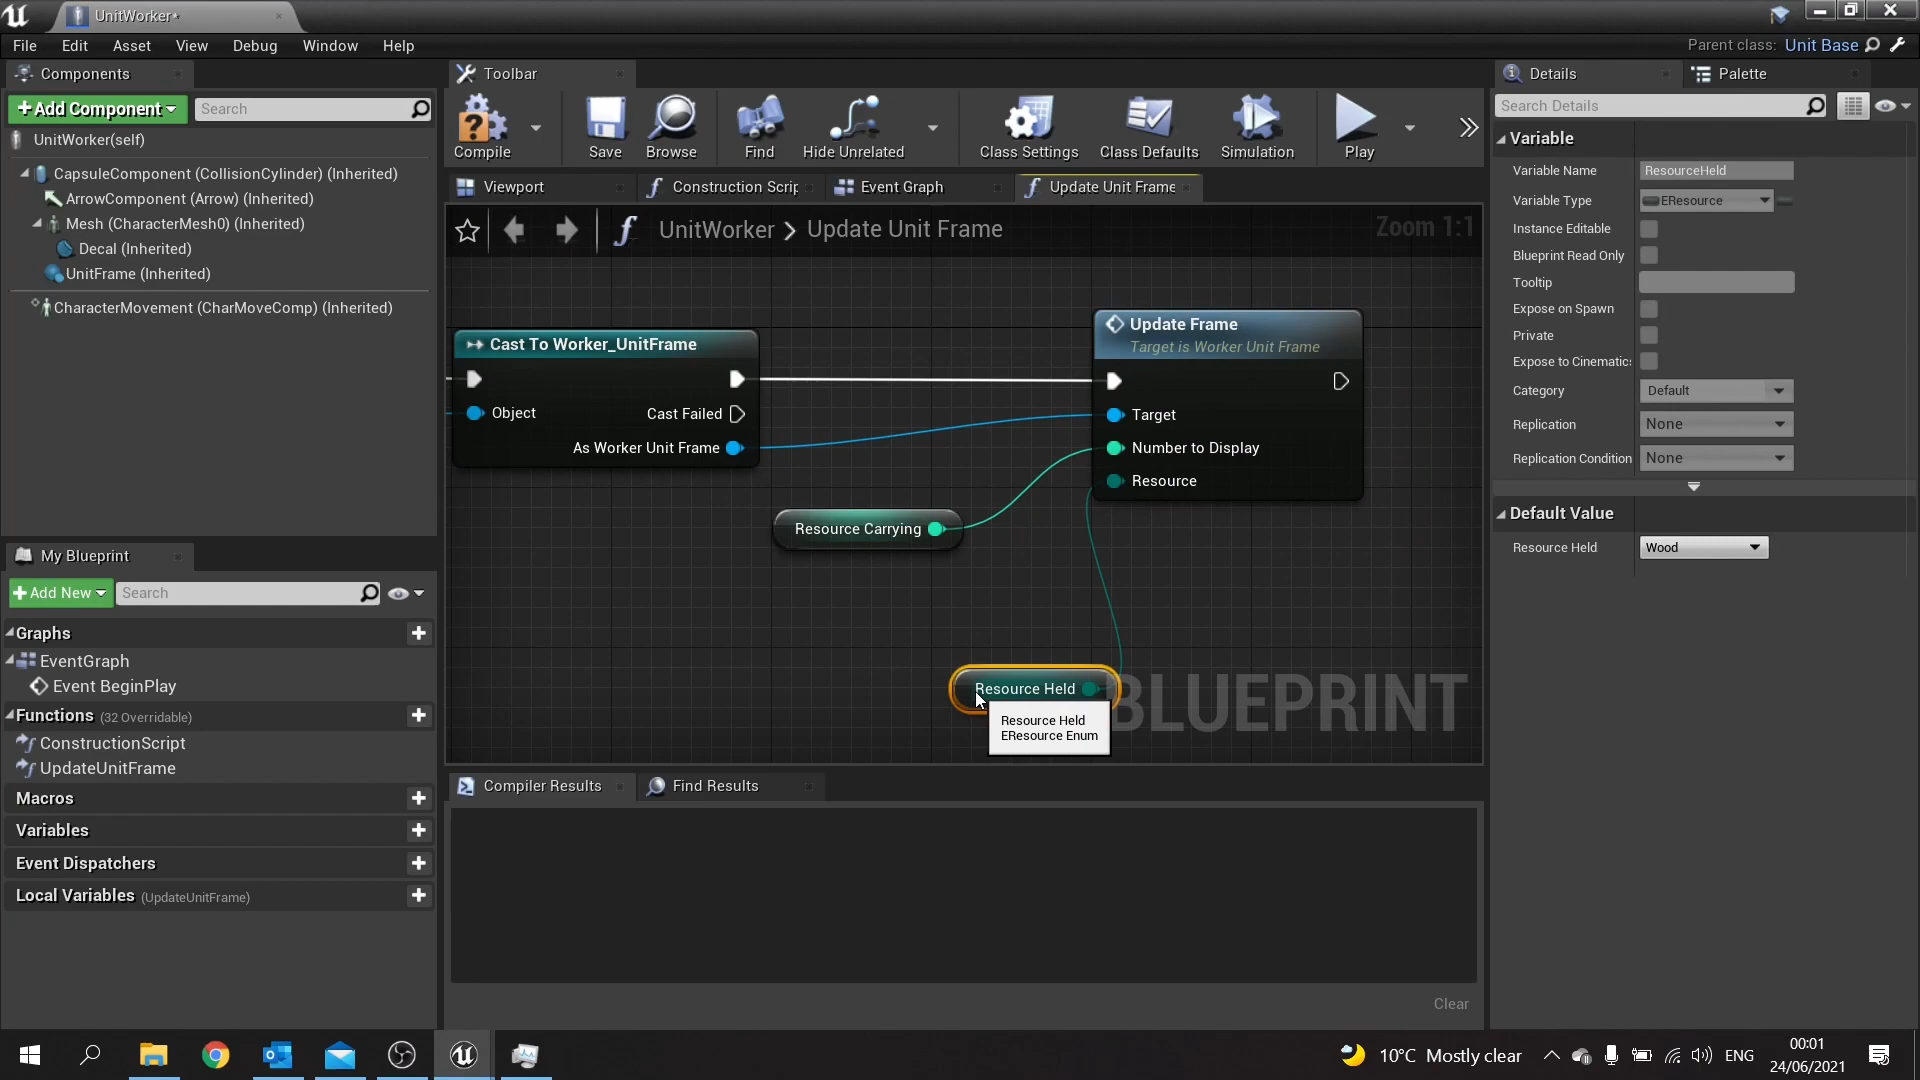 UnitWorker*
File Edit Asset View Debug Window Help
Parent class: Unit Base
Components
+Add Component
Search
UnitWorker(self)
CapsuleComponent (CollisionCylinder) (Inherited)
ArrowComponent (Arrow) (Inherited)
Mesh (CharacterMesh0) (Inherited)
Decal (Inherited)
UnitFrame (Inherited)
CharacterMovement (CharMoveComp) (Inherited)
My Blueprint
+Add New
Search
Graphs
EventGraph
Event BeginPlay
Functions (32 Overridable)
ConstructionScript
UpdateUnitFrame
Macros
Variables
Event Dispatchers
Local Variables (UpdateUnitFrame)
Toolbar
Compile Save Browse Find Hide Unrelated Class Settings Class Defaults Simulation Play
Viewport Construction Scrip Event Graph Update Unit Frame
UnitWorker > Update Unit Frame
Zoom 1:1
Cast To Worker_UnitFrame
Object
Cast Failed
As Worker Unit Frame
Update Frame
Target is Worker Unit Frame
Target
Number to Display
Resource
Resource Carrying
Resource Held
Resource Held
EResource Enum
BLUEPRINT
Compiler Results Find Results
Clear
Details Palette
Search Details
Variable
Variable Name ResourceHeld
Variable Type EResource
Instance Editable
Blueprint Read Only
Tooltip
Expose on Spawn
Private
Expose to Cinematics
Category Default
Replication None
Replication Condition None
Default Value
Resource Held Wood
10°C Mostly clear
ENG
00:01
24/06/2021